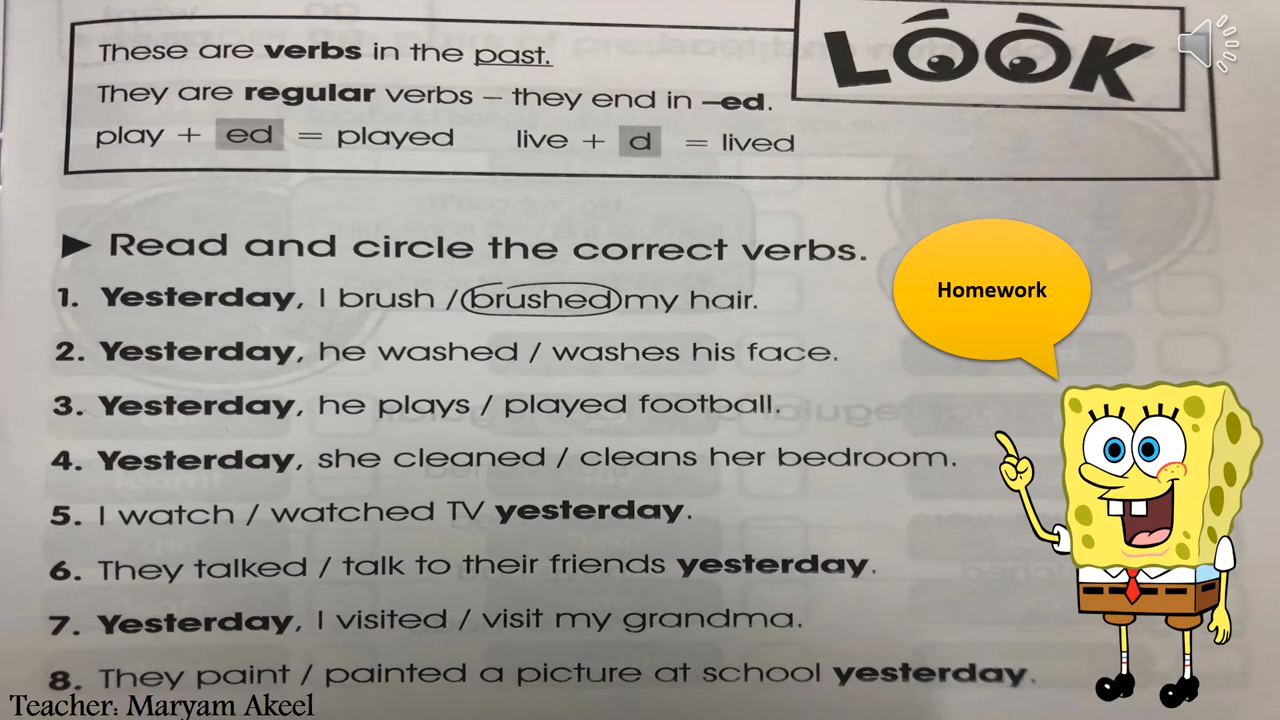 These are verbs in the past.
LOOK
They are regular verbs – they end in –ed.
play + ed = played live + d = lived
▶ Read and circle the correct verbs.
1. Yesterday, I brush / brushed my hair.
Homework
2. Yesterday, he washed / washes his face.
3. Yesterday, he plays / played football.
4. Yesterday, she cleaned / cleans her bedroom.
5. I watch / watched TV yesterday.
6. They talked / talk to their friends yesterday.
7. Yesterday, I visited / visit my grandma.
8. They paint / painted a picture at school yesterday.
Teacher: Maryam Akeel